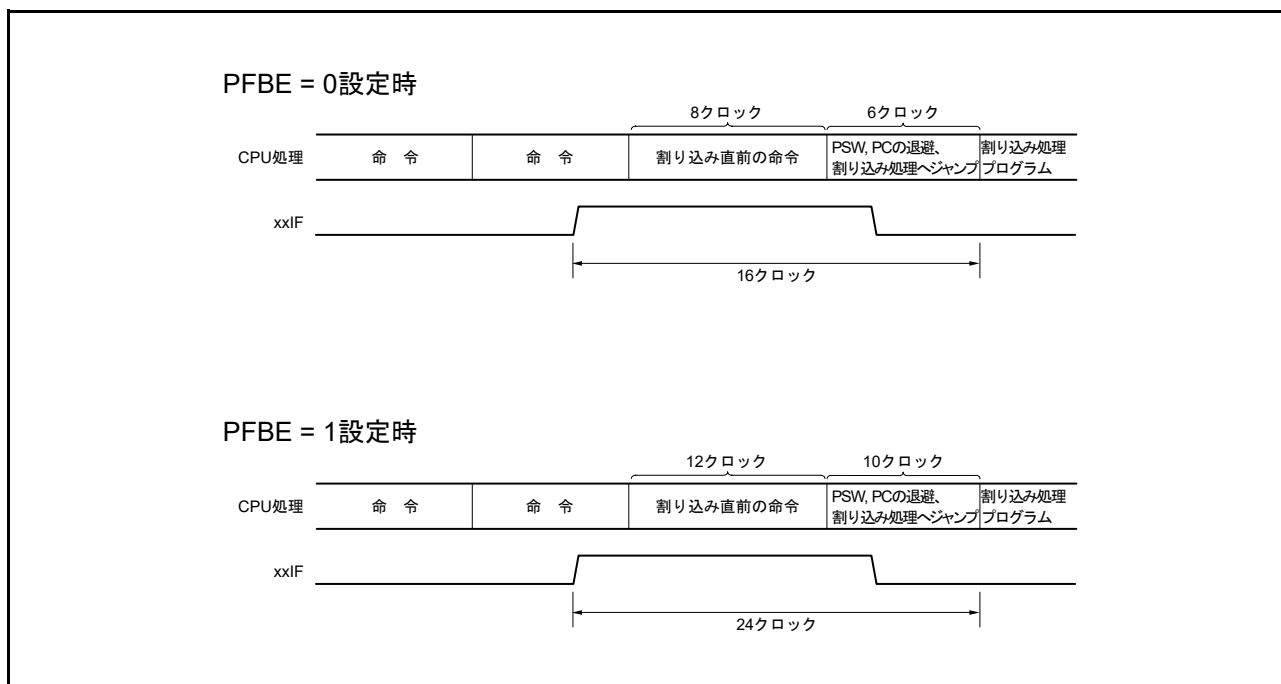 PFBE = 0設定時
8クロック
6クロック
CPU処理
命 令
命 令
割り込み直前の命令
PSW, PCの退避、
割り込み処理へジャンプ
割り込み処理
プログラム
xxIF
16クロック
PFBE = 1設定時
12クロック
10クロック
CPU処理
命 令
命 令
割り込み直前の命令
PSW, PCの退避、
割り込み処理へジャンプ
割り込み処理
プログラム
xxIF
24クロック